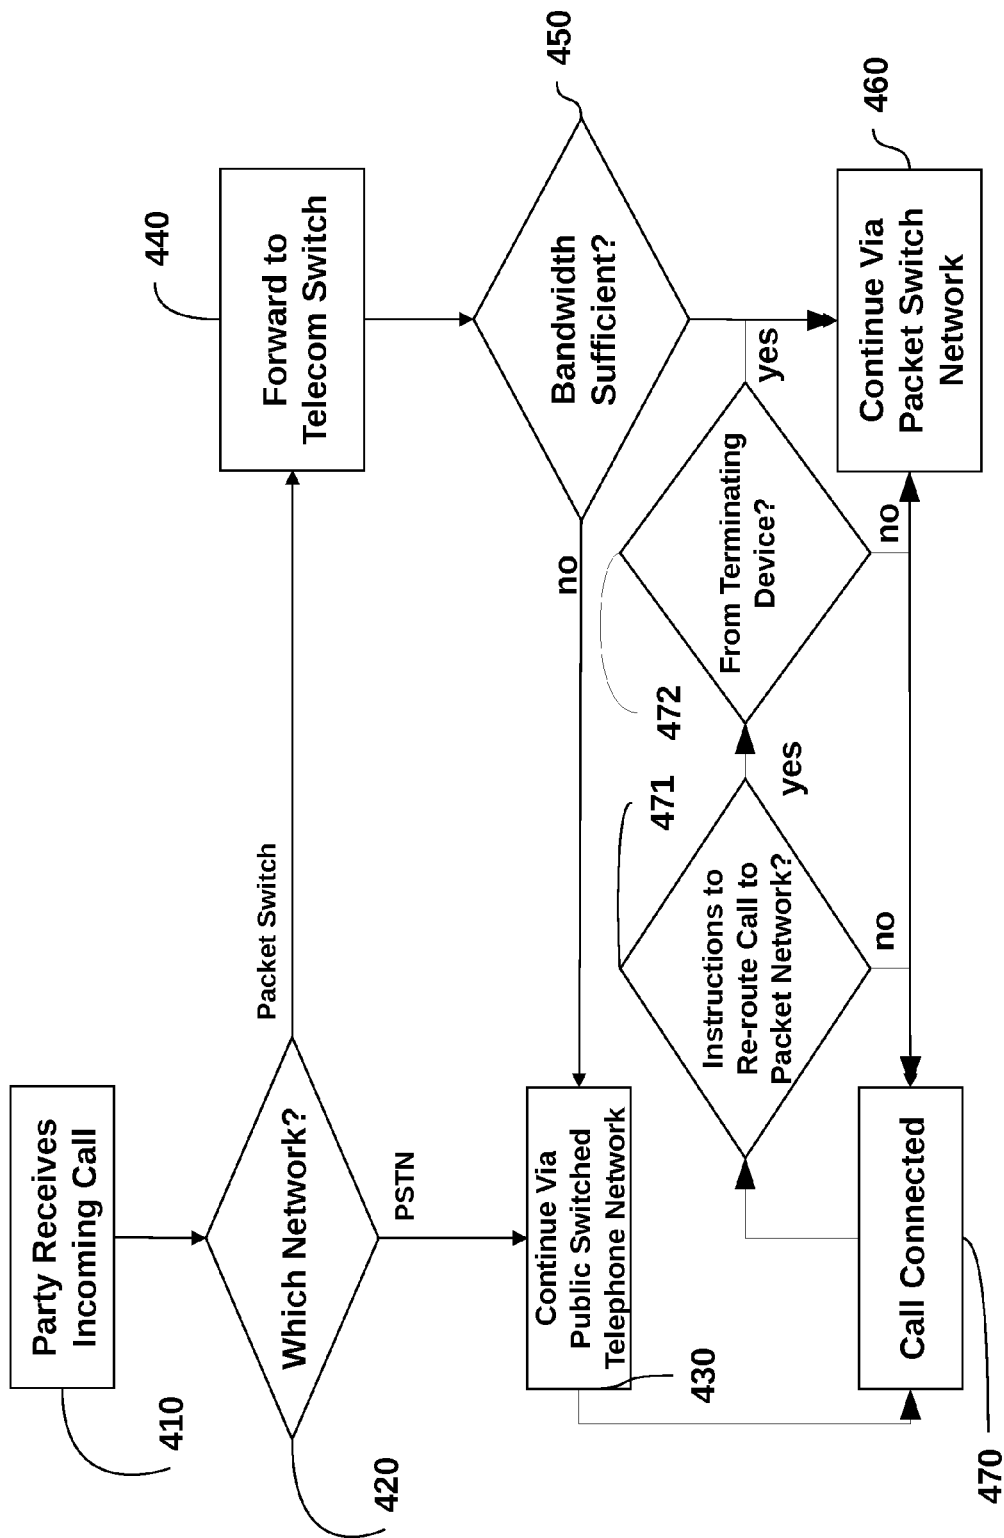 Party Receives
Incoming Call
410
Which Network?
420
Packet Switch
PSTN
Forward to
Telecom Switch
440
Continue Via
Public Switched
Telephone Network
430
Bandwidth
Sufficient?
450
no
Instructions to
Re-route Call to
Packet Network?
471
yes
no
From Terminating
Device?
472
yes
no
Call Connected
470
Continue Via
Packet Switch
Network
460